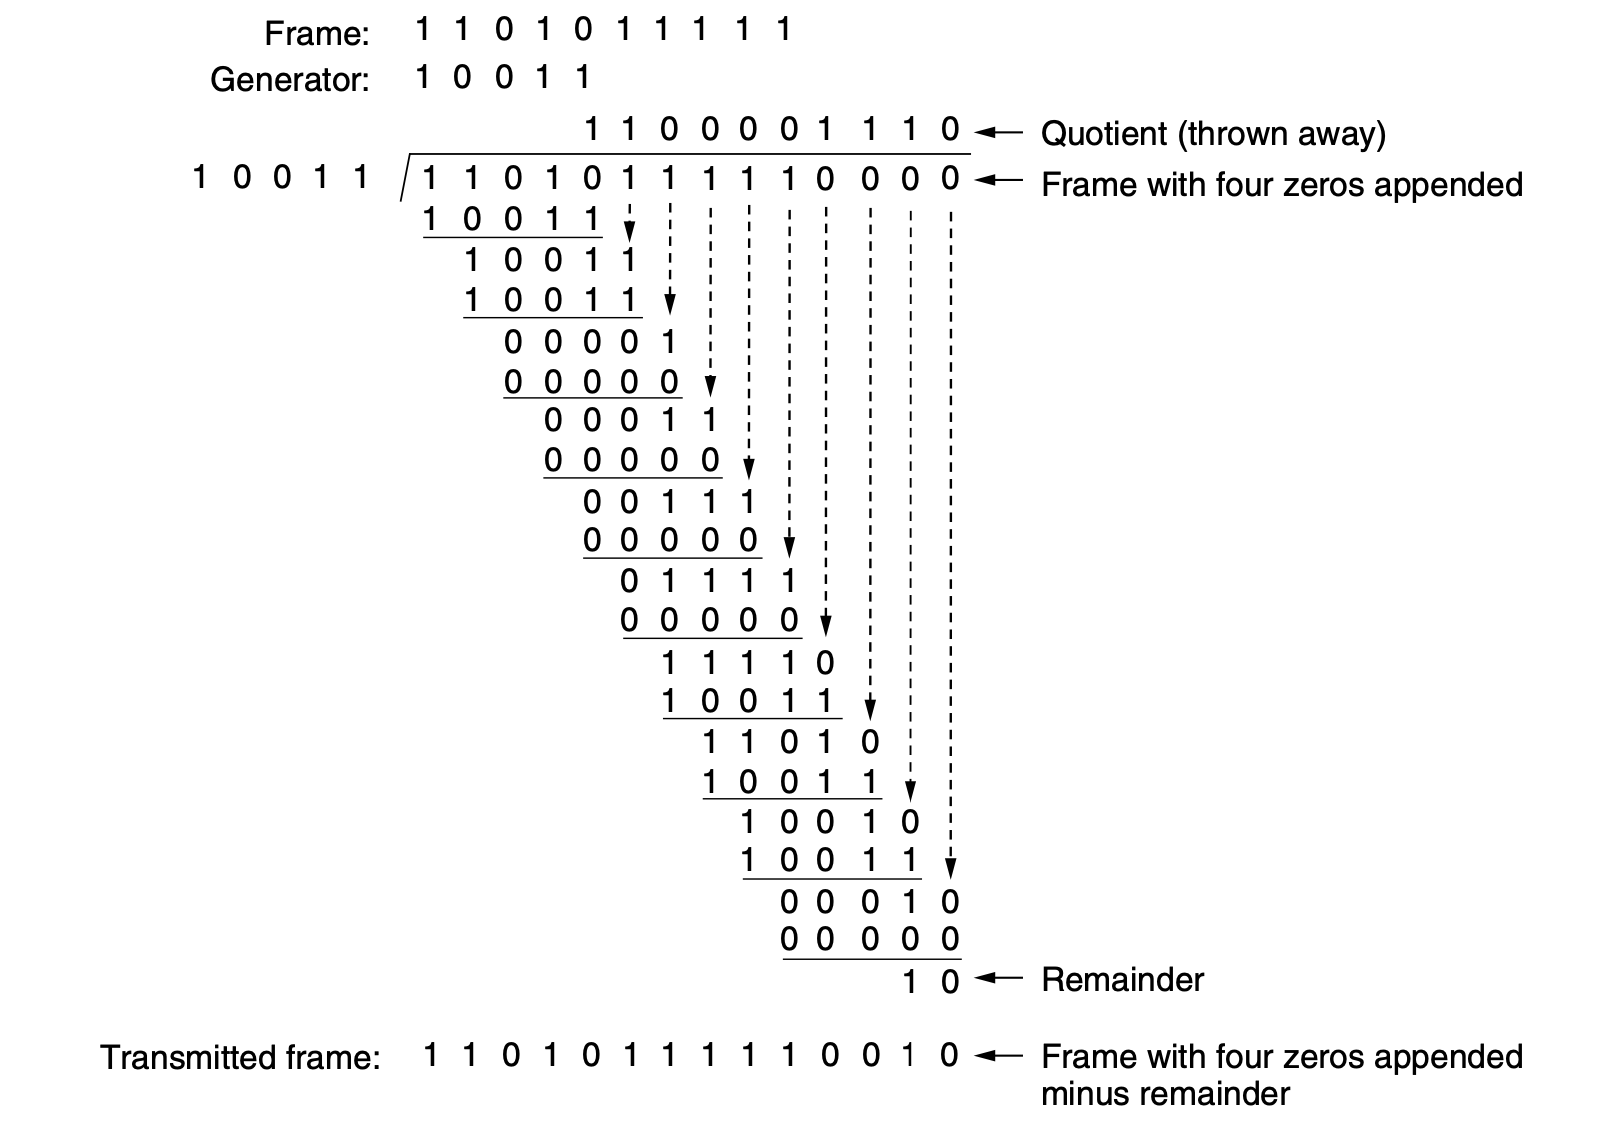 Frame: 1 1 0 1 0 1 1 1 1 1
Generator: 1 0 0 1 1
1 1 0 0 0 0 1 1 1 0 Quotient (thrown away)
1 0 0 1 1 1 1 0 1 0 1 1 1 1 1 0 0 0 0 Frame with four zeros appended
1 0 0 1 1
1 0 0 1 1
1 0 0 1 1
0 0 0 0 1
0 0 0 0 0
0 0 0 1 1
0 0 0 0 0
0 0 1 1 1
0 0 0 0 0
0 1 1 1 1
0 0 0 0 0
1 1 1 1 0
1 0 0 1 1
1 1 0 1 0
1 0 0 1 1
1 0 0 1 0
1 0 0 1 1
0 0 0 1 0
0 0 0 0 0
1 0 Remainder
Transmitted frame: 1 1 0 1 0 1 1 1 1 1 0 0 1 0 Frame with four zeros appended
minus remainder